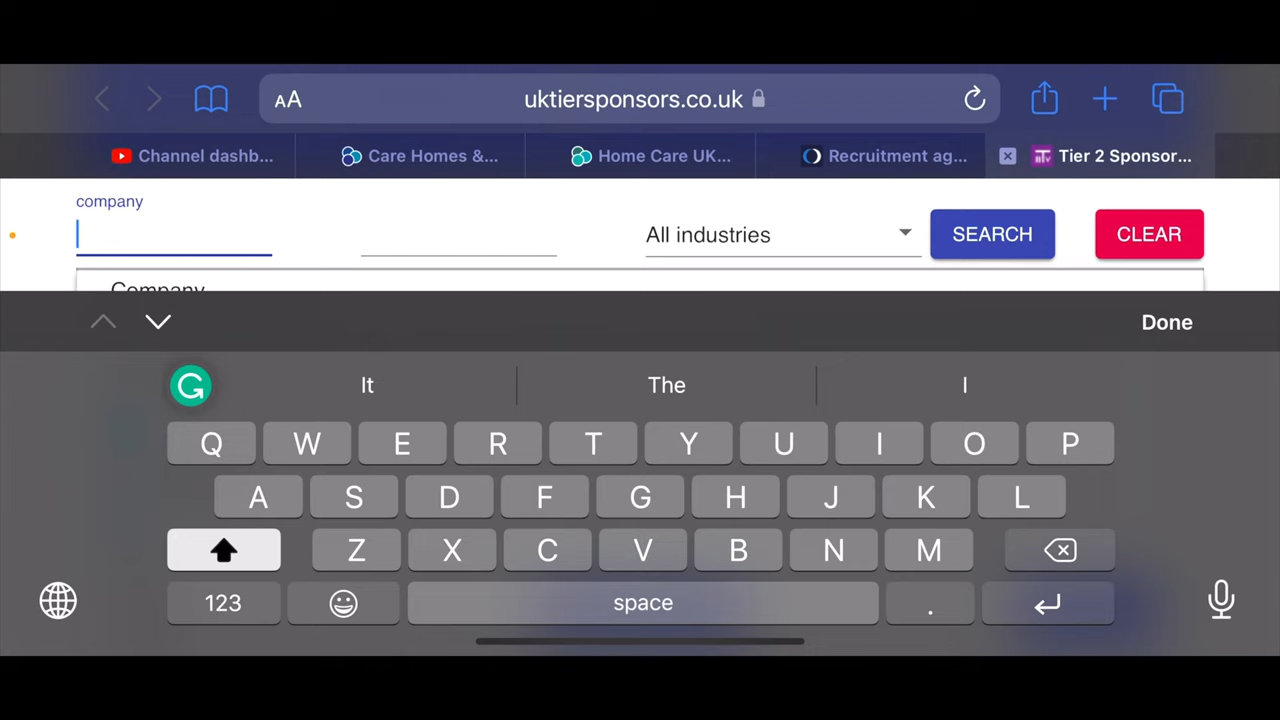 AA uktiersponsors.co.uk
Channel dashb... Care Homes &... Home Care UK... Recruitment ag... Tier 2 Sponsor...
company
All industries SEARCH CLEAR
Company
Done
It The I
Q W E R T Y U I O P
A S D F G H J K L
Z X C V B N M
123 space .